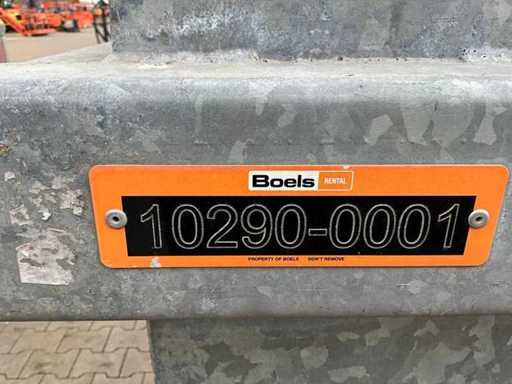 Boels RENTAL
10290-0001
PROPERTY OF BOELS DON'T REMOVE